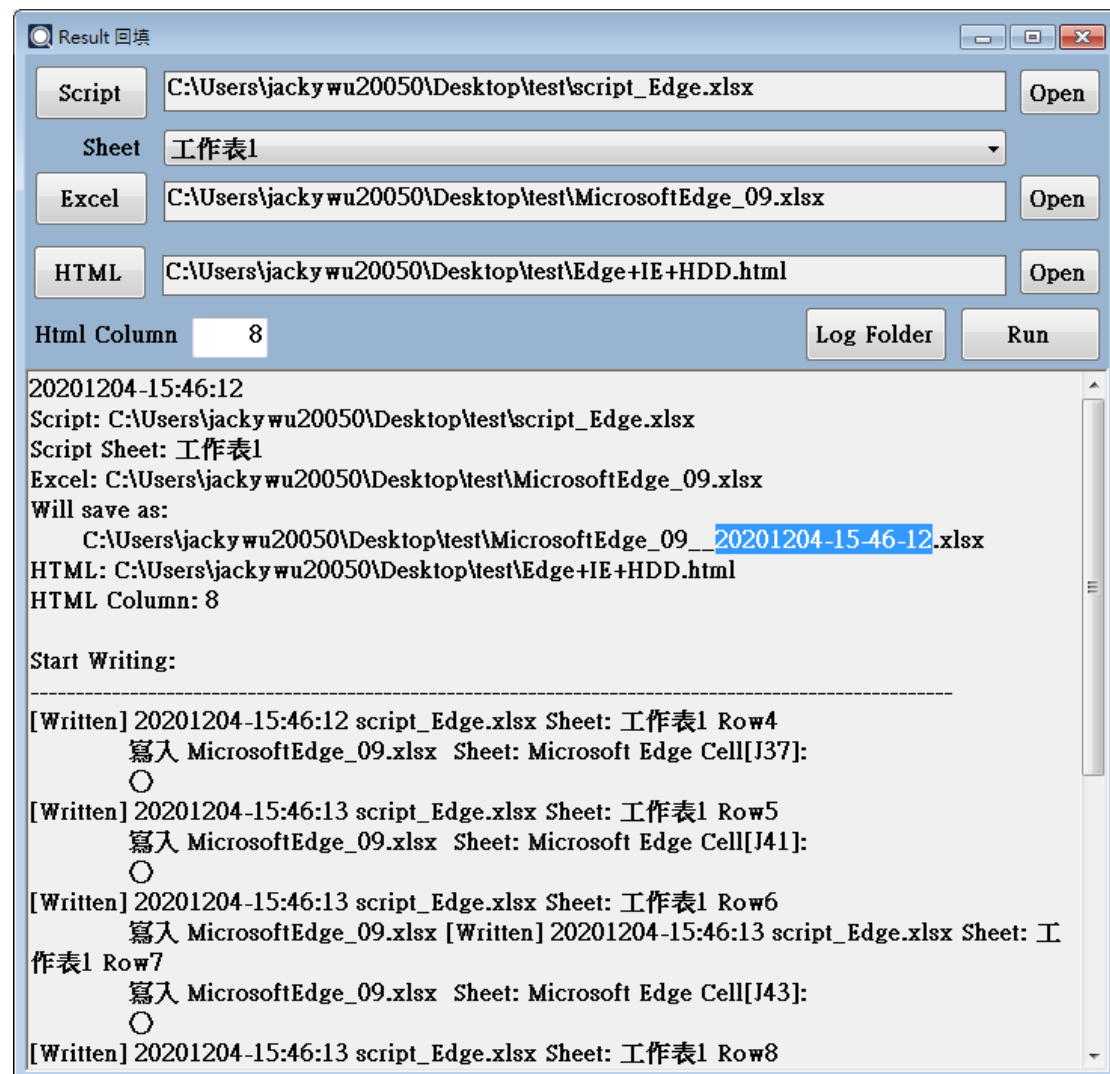 Result 回填
Script C:\Users\jackywu20050\Desktop\test\script_Edge.xlsx Open
Sheet 工作表1
Excel C:\Users\jackywu20050\Desktop\test\MicrosoftEdge_09.xlsx Open
HTML C:\Users\jackywu20050\Desktop\test\Edge+IE+HDD.html Open
Html Column 8 Log Folder Run
20201204-15:46:12
Script: C:\Users\jackywu20050\Desktop\test\script_Edge.xlsx
Script Sheet: 工作表1
Excel: C:\Users\jackywu20050\Desktop\test\MicrosoftEdge_09.xlsx
Will save as:
C:\Users\jackywu20050\Desktop\test\MicrosoftEdge_09__20201204-15-46-12.xlsx
HTML: C:\Users\jackywu20050\Desktop\test\Edge+IE+HDD.html
HTML Column: 8
Start Writing:
----------------------------------------------------------------------------------------------------
[Written] 20201204-15:46:12 script_Edge.xlsx Sheet: 工作表1 Row4
寫入 MicrosoftEdge_09.xlsx  Sheet: Microsoft Edge Cell[J37]:
○
[Written] 20201204-15:46:13 script_Edge.xlsx Sheet: 工作表1 Row5
寫入 MicrosoftEdge_09.xlsx  Sheet: Microsoft Edge Cell[J41]:
○
[Written] 20201204-15:46:13 script_Edge.xlsx Sheet: 工作表1 Row6
寫入 MicrosoftEdge_09.xlsx [Written] 20201204-15:46:13 script_Edge.xlsx Sheet: 工
作表1 Row7
寫入 MicrosoftEdge_09.xlsx  Sheet: Microsoft Edge Cell[J43]:
○
[Written] 20201204-15:46:13 script_Edge.xlsx Sheet: 工作表1 Row8